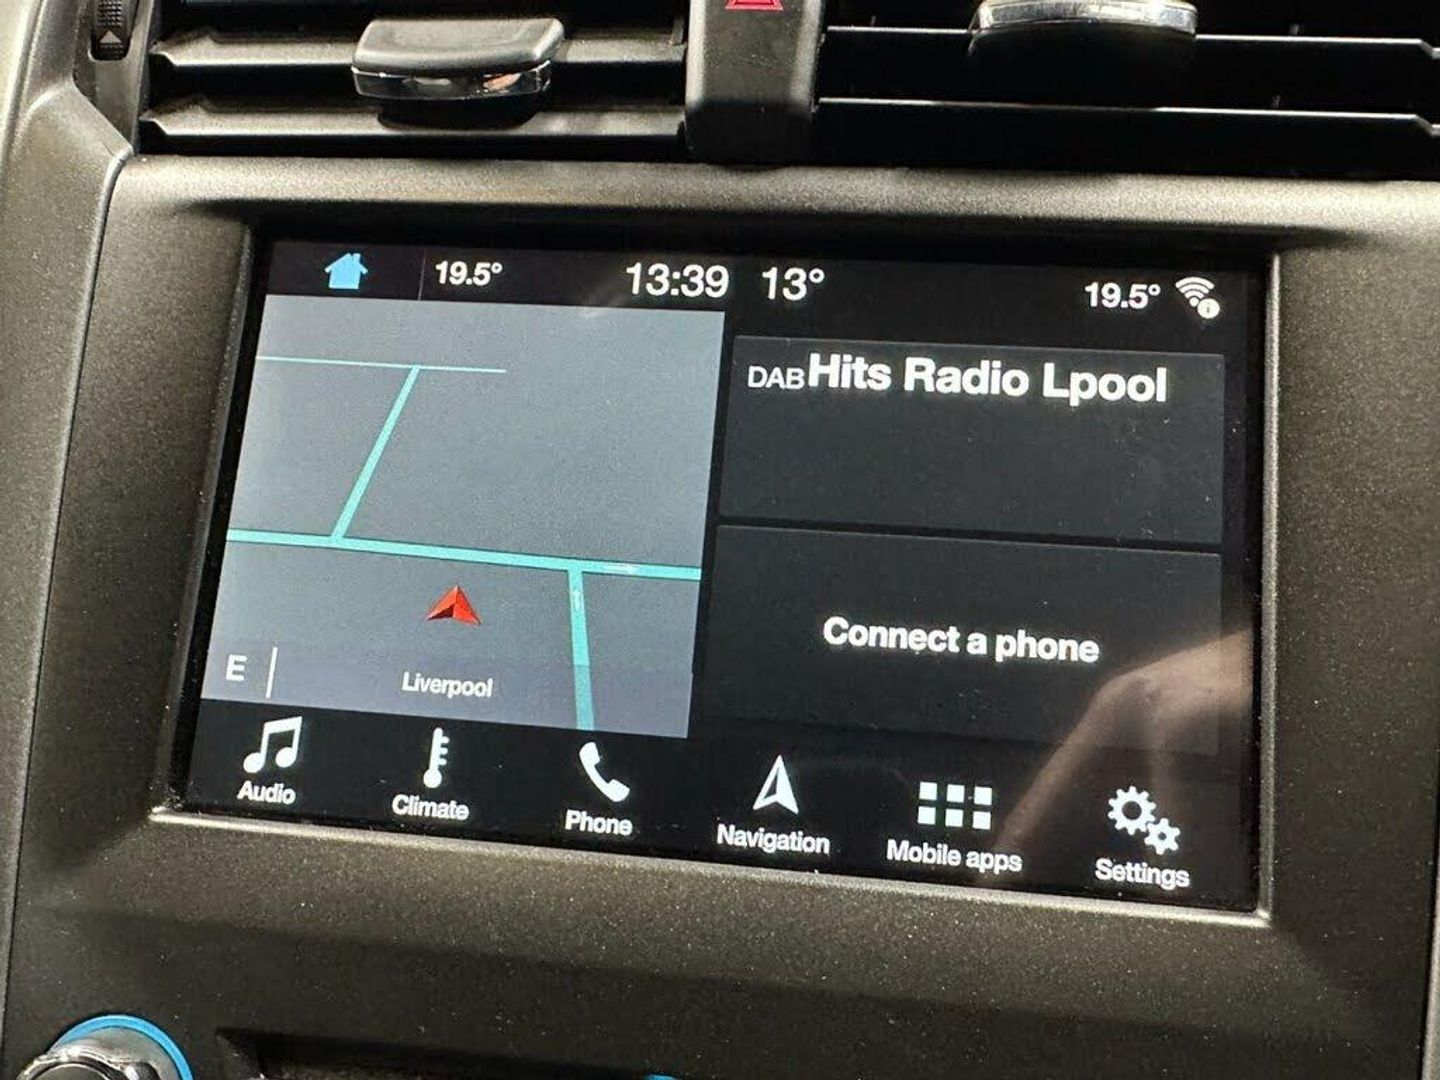 19.5° 13:39 13° 19.5°
DAB Hits Radio Lpool
Connect a phone
E
Liverpool
Audio Climate Phone Navigation Mobile apps Settings